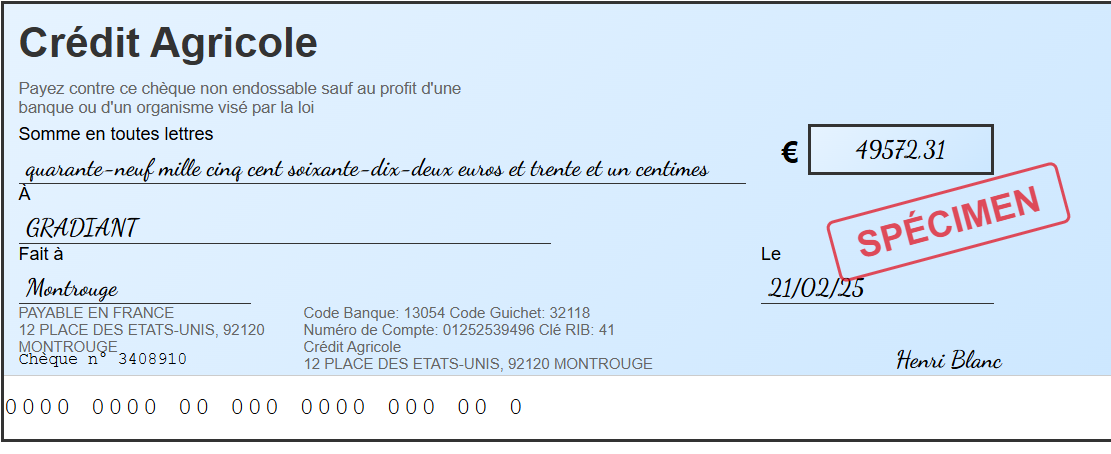 Crédit Agricole
Payez contre ce chèque non endossable sauf au profit d'une
banque ou d'un organisme visé par la loi
Somme en toutes lettres
€ 49572.31
quarante-neuf mille cinq cent soixante-dix-deux euros et trente et un centimes
À
GRADIANT
SPÉCIMEN
Fait à
Le
Montrouge
21/02/25
PAYABLE EN FRANCE
12 PLACE DES ETATS-UNIS, 92120
MONTROUGE
Chèque n° 3408910
Code Banque: 13054 Code Guichet: 32118
Numéro de Compte: 01252539496 Clé RIB: 41
Crédit Agricole
12 PLACE DES ETATS-UNIS, 92120 MONTROUGE
Henri Blanc
0000 0000 00 000 0000 000 00 0